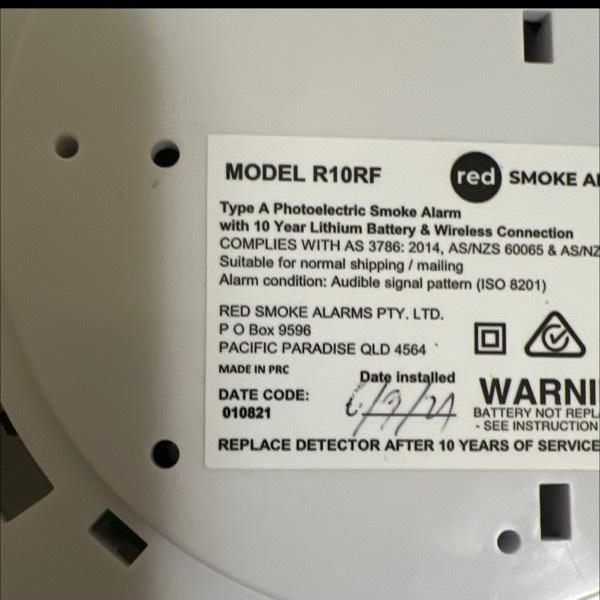 MODEL R10RF
red SMOKE AL
Type A Photoelectric Smoke Alarm
with 10 Year Lithium Battery & Wireless Connection
COMPLIES WITH AS 3786: 2014, AS/NZS 60065 & AS/NZ
Suitable for normal shipping / mailing
Alarm condition: Audible signal pattern (ISO 8201)
RED SMOKE ALARMS PTY. LTD.
P O Box 9596
PACIFIC PARADISE QLD 4564
MADE IN PRC
Date installed
DATE CODE:
010821
WARNI
BATTERY NOT REPL
- SEE INSTRUCTION
REPLACE DETECTOR AFTER 10 YEARS OF SERVICE